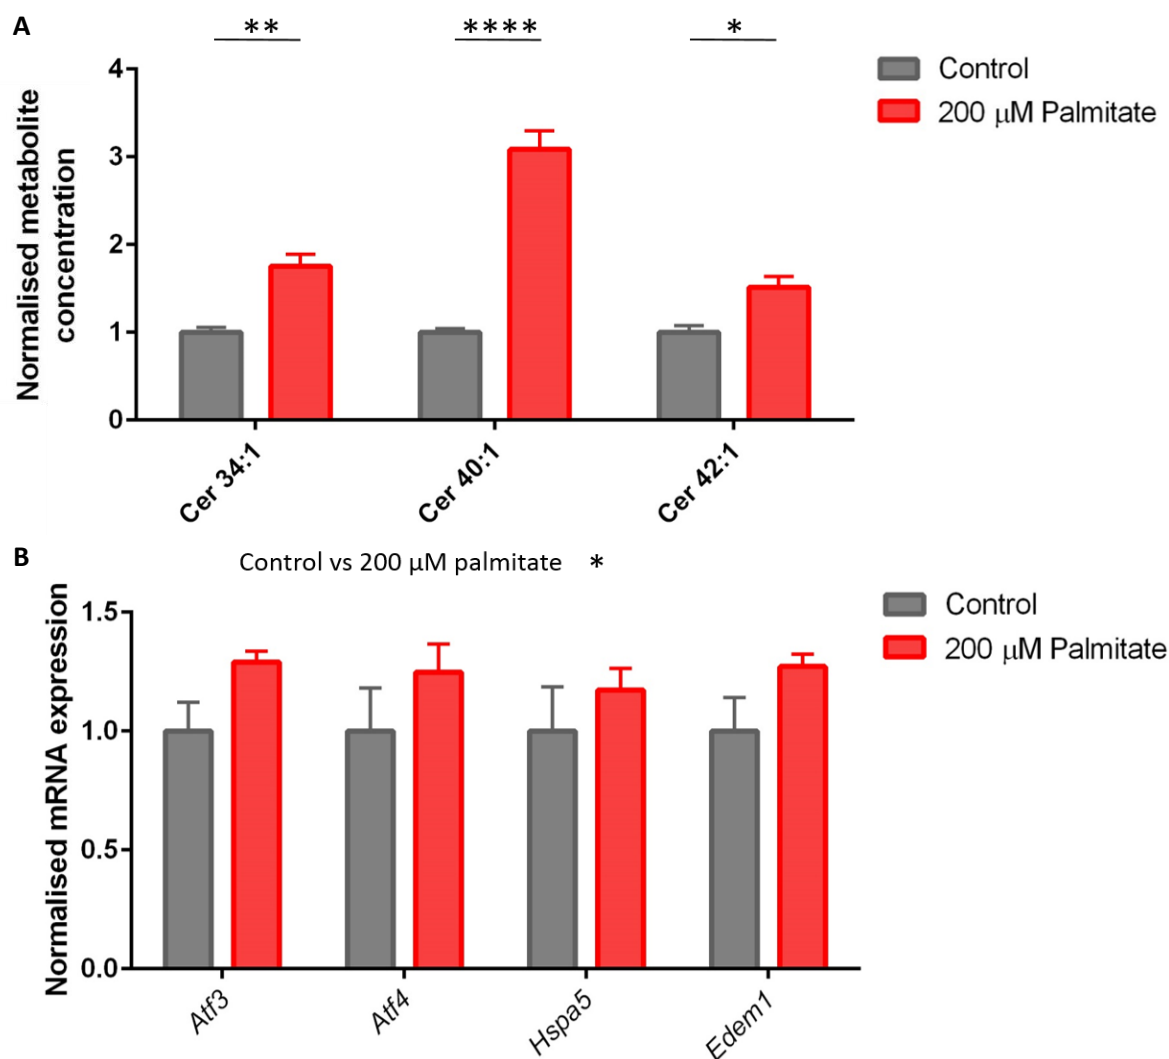 A
** **** *
Normalised metabolite
concentration
4
3
2
1
0
Cer 34:1
Cer 40:1
Cer 42:1
Control
200 μM Palmitate
B
Control vs 200 μM palmitate *
Normalised mRNA expression
1.5
1.0
0.5
0.0
Atf3
Atf4
Hspa5
Edem1
Control
200 μM Palmitate